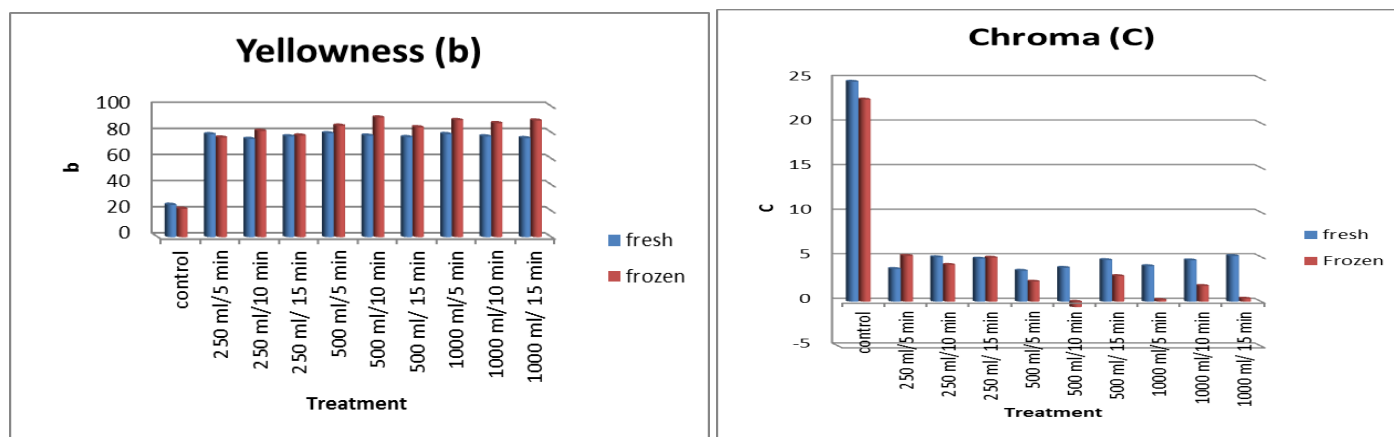 Yellowness (b)
100
80
60
40
20
0
b
fresh
frozen
control
250 ml/5 min
250 ml/10 min
250 ml/ 15 min
500 ml/5 min
500 ml/10 min
500 ml/ 15 min
1000 ml/5 min
1000 ml/10 min
1000 ml/ 15 min
Treatment
Chroma (C)
25
20
15
10
5
0
-5
C
fresh
Frozen
control
250 ml/5 min
250 ml/10 min
250 ml/ 15 min
500 ml/5 min
500 ml/10 min
500 ml/ 15 min
1000 ml/5 min
1000 ml/10 min
1000 ml/ 15 min
Treatment